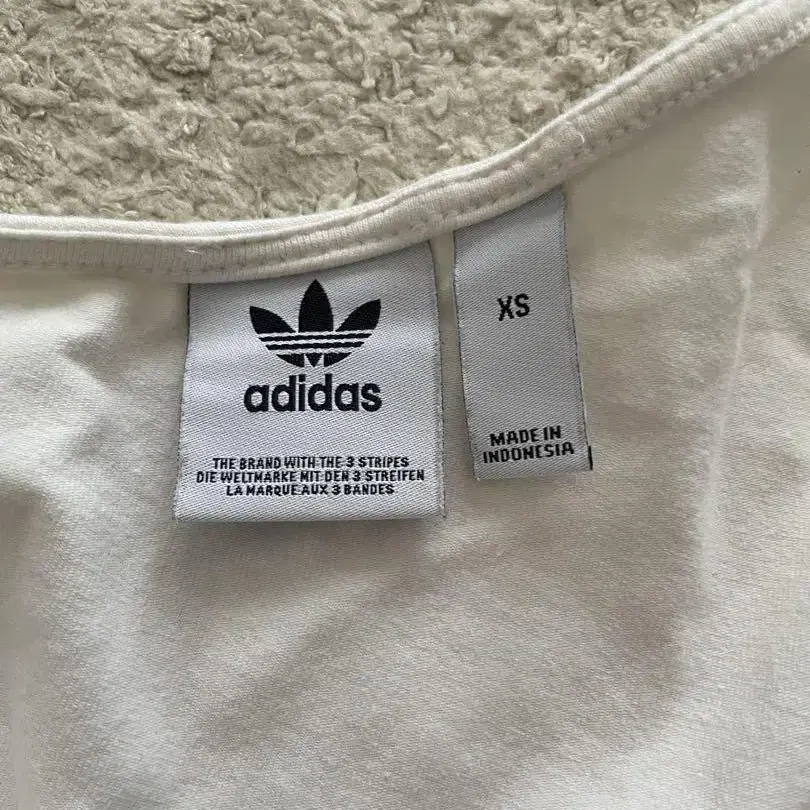 adidas
THE BRAND WITH THE 3 STRIPES
DIE WELTMARKE MIT DEN 3 STREIFEN
LA MARQUE AUX 3 BANDES
XS
MADE IN
INDONESIA